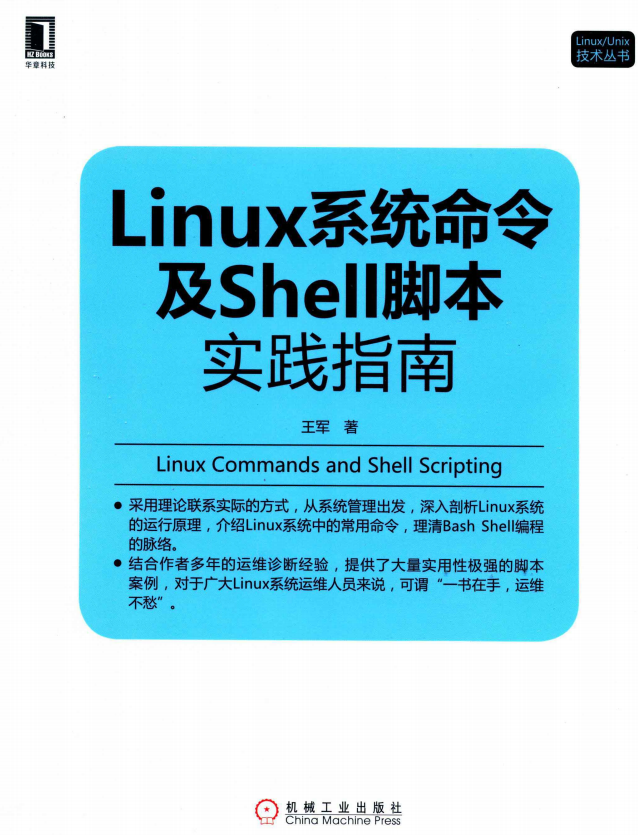 HZ BOOKS
华章科技
Linux/Unix
技术丛书
Linux系统命令
及Shell脚本
实践指南
王军 著
Linux Commands and Shell Scripting
● 采用理论联系实际的方式，从系统管理出发，深入剖析Linux系统
的运行原理，介绍Linux系统中的常用命令，理清Bash Shell编程
的脉络。
● 结合作者多年的运维诊断经验，提供了大量实用性极强的脚本
案例，对于广大Linux系统运维人员来说，可谓“一书在手，运维
不愁”。
机械工业出版社
China Machine Press